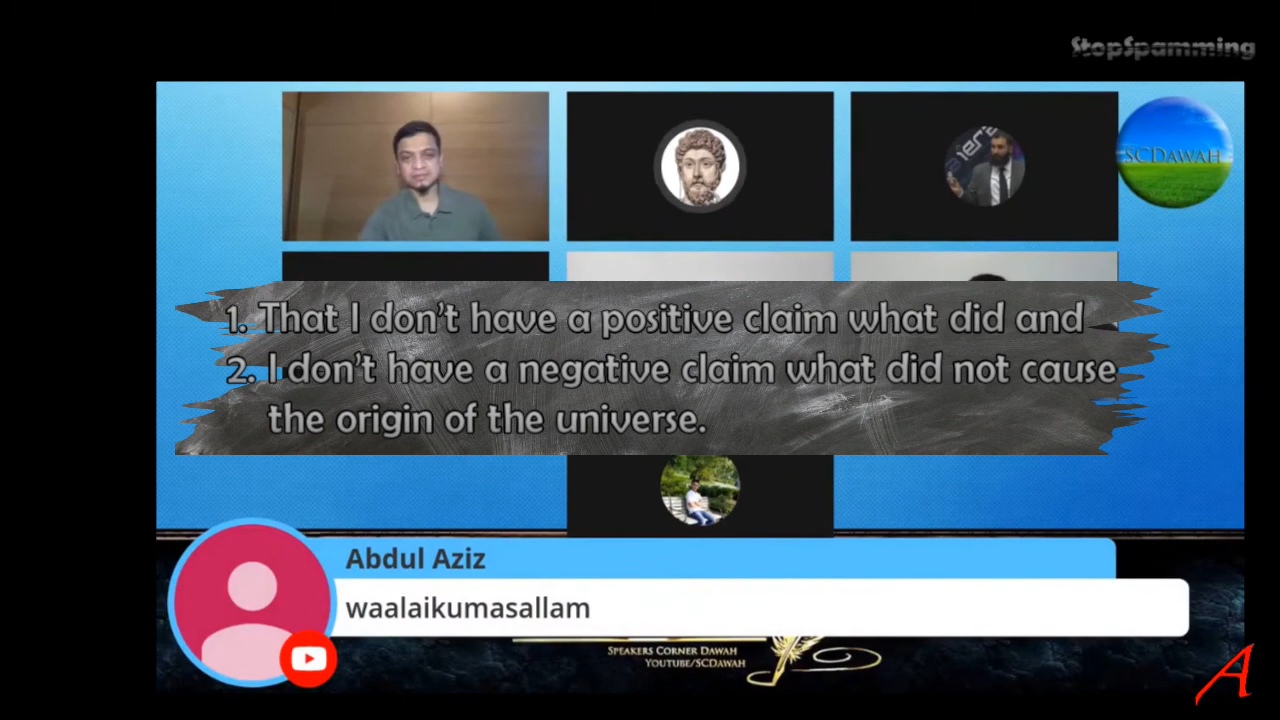 StopSpamming
iera
SCDAWAH
1. That I don't have a positive claim what did and
2. I don't have a negative claim what did not cause
the origin of the universe.
Abdul Aziz
waalaikumasallam
SPEAKERS CORNER DAWAH
YOUTUBE/SCDAWAH
A